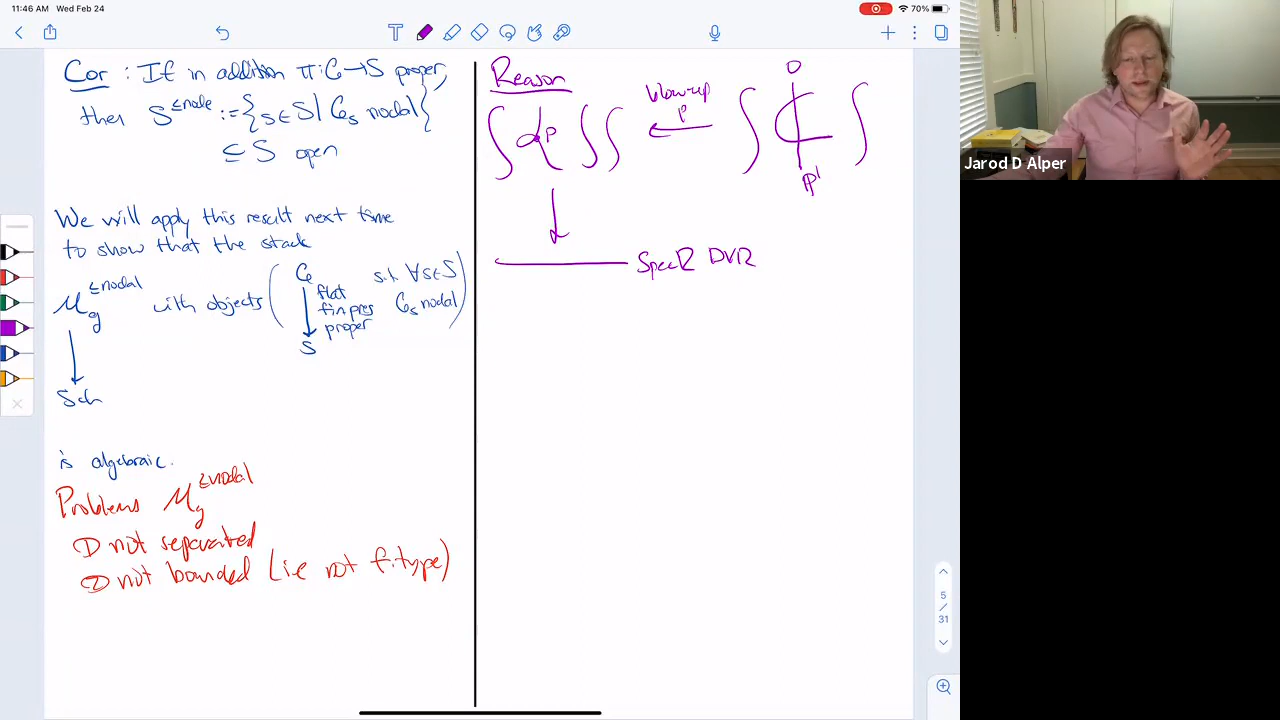 11:46 AM Wed Feb 24
70%
Cor : If in addition π: C → S proper,
then S^{≤node} := {s ∈ S | C_s nodal}
⊆ S open
We will apply this result next time
to show that the stack
M_g^{≤nodal} with objects ( C → S flat fin pres proper s.t. ∀s∈S C_s nodal )
Sch
is algebraic.
Problems M_g^{≤nodal}
① not separated
② not bounded (ie not f. type)
Reason
P
blow-up
P
0
P^1
Spec R DVR
5
/
31
Jarod D Alper